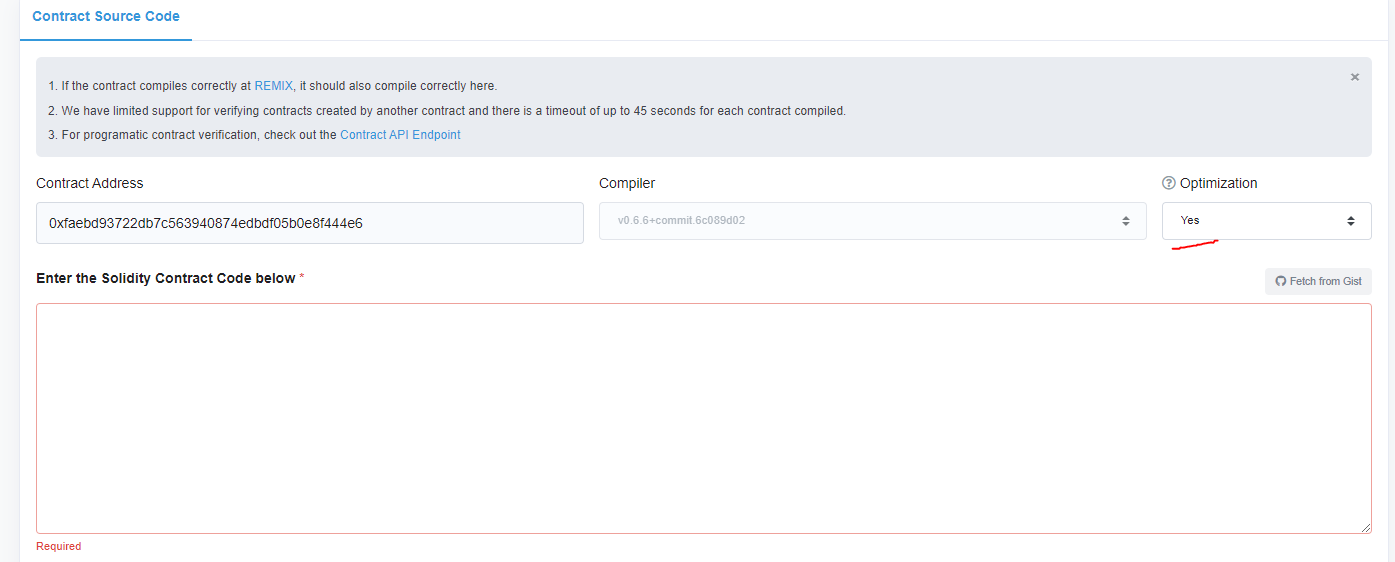 Contract Source Code
1. If the contract compiles correctly at REMIX, it should also compile correctly here.
2. We have limited support for verifying contracts created by another contract and there is a timeout of up to 45 seconds for each contract compiled.
3. For programatic contract verification, check out the Contract API Endpoint
Contract Address
Compiler
Optimization
0xfaebd93722db7c563940874edbdf05b0e8f444e6
v0.6.6+commit.6c089d02
Yes
Enter the Solidity Contract Code below *
Fetch from Gist
Required